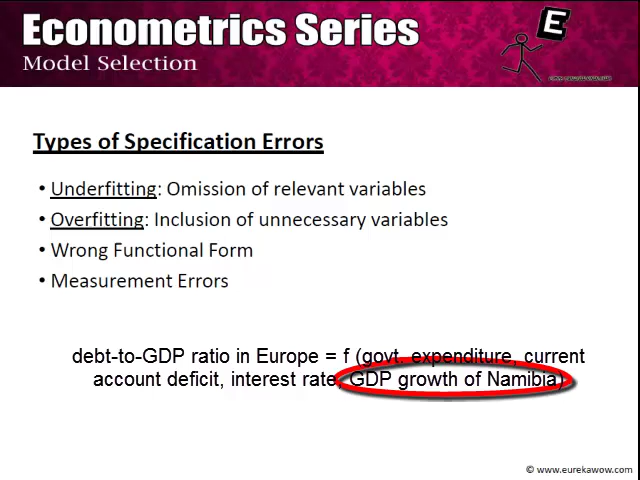 Econometrics Series
Model Selection
E
Types of Specification Errors
• Underfitting: Omission of relevant variables
• Overfitting: Inclusion of unnecessary variables
• Wrong Functional Form
• Measurement Errors
debt-to-GDP ratio in Europe = f (govt. expenditure, current
account deficit, interest rate, GDP growth of Namibia)
© www.eurekawow.com